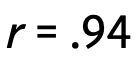 r = .94